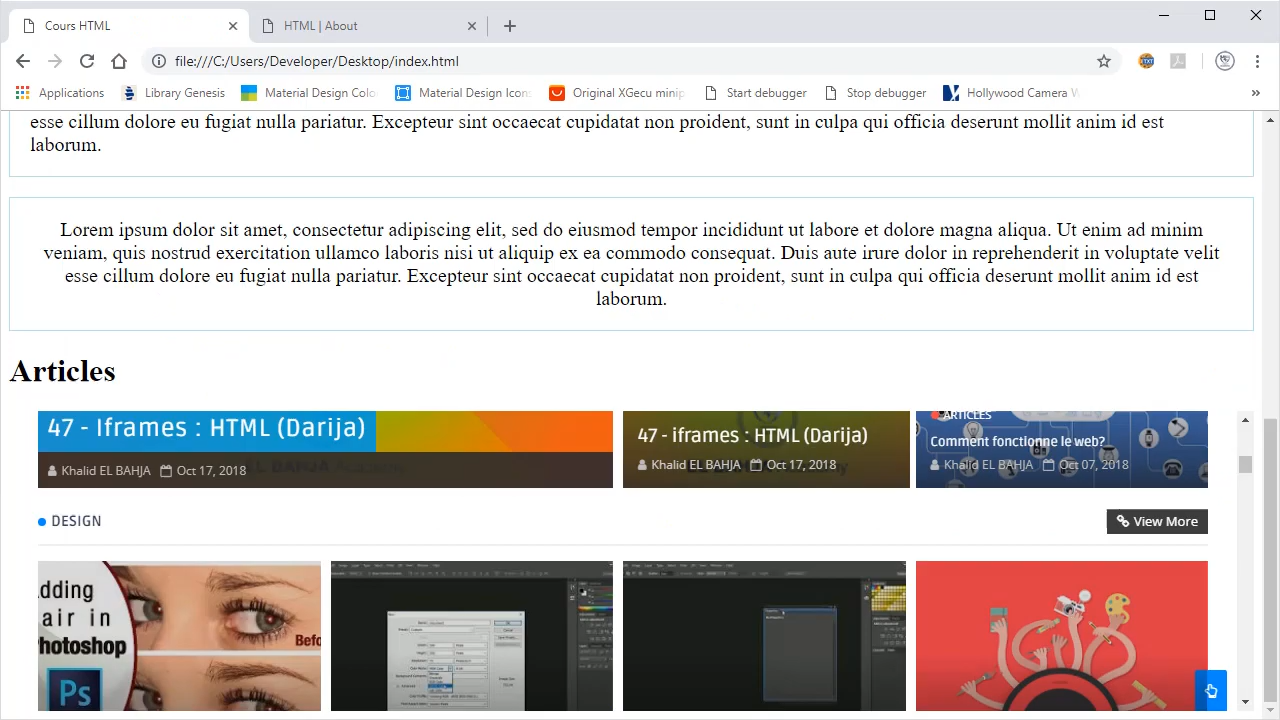 Cours HTML
HTML | About
file:///C:/Users/Developer/Desktop/index.html
Applications
Library Genesis
Material Design Colo
Material Design Icon
Original XGecu minip
Start debugger
Stop debugger
Hollywood Camera W
esse cillum dolore eu fugiat nulla pariatur. Excepteur sint occaecat cupidatat non proident, sunt in culpa qui officia deserunt mollit anim id est
laborum.
Lorem ipsum dolor sit amet, consectetur adipiscing elit, sed do eiusmod tempor incididunt ut labore et dolore magna aliqua. Ut enim ad minim
veniam, quis nostrud exercitation ullamco laboris nisi ut aliquip ex ea commodo consequat. Duis aute irure dolor in reprehenderit in voluptate velit
esse cillum dolore eu fugiat nulla pariatur. Excepteur sint occaecat cupidatat non proident, sunt in culpa qui officia deserunt mollit anim id est
laborum.
Articles
47 - Iframes : HTML (Darija)
Khalid EL BAHJA Oct 17, 2018
47 - iframes : HTML (Darija)
Khalid EL BAHJA Oct 17, 2018
ARTICLES
Comment fonctionne le web?
Khalid EL BAHJA Oct 07, 2018
DESIGN
View More
dding
air in
hotoshop
Ps
Befo